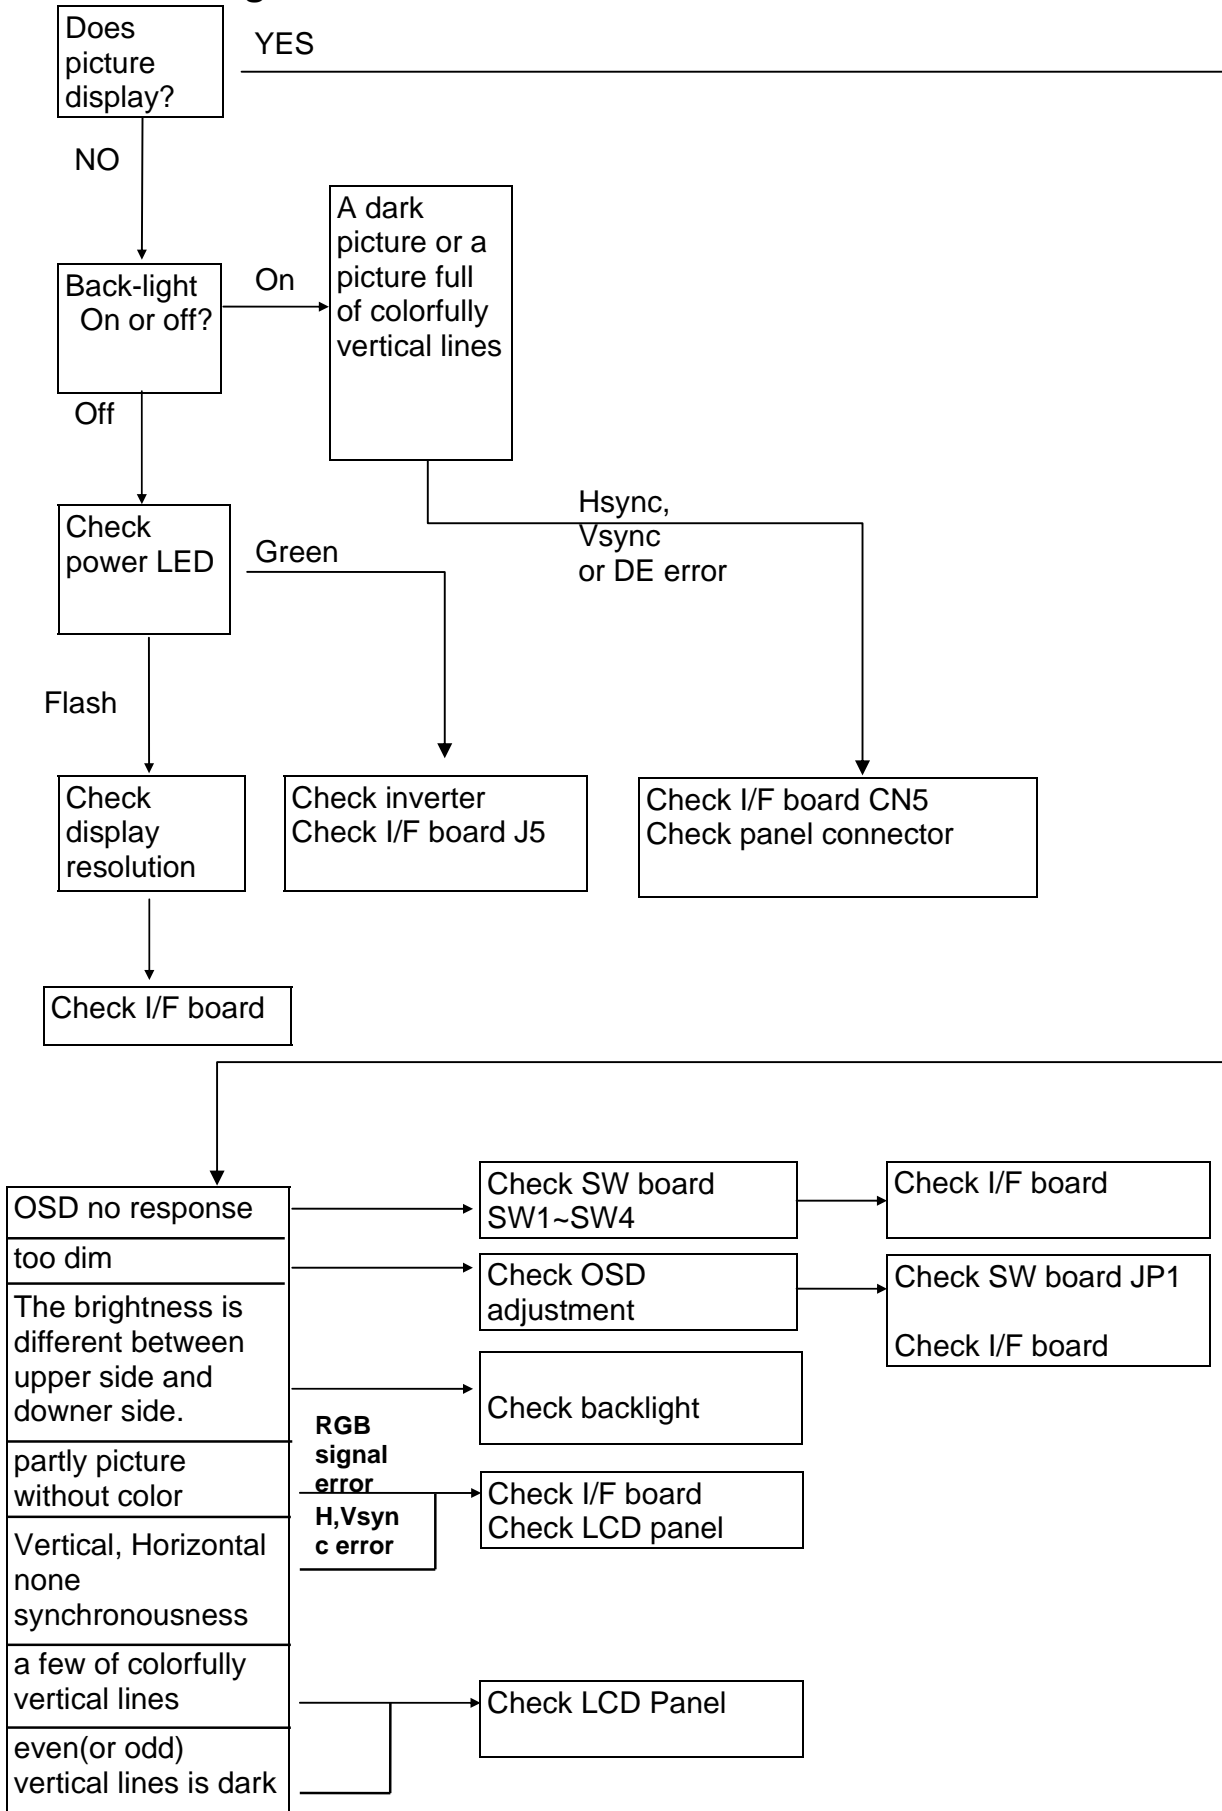 Does
picture
display?
YES
NO
A dark
picture or a
picture full
of colorfully
vertical lines
Back-light
On or off?
On
Off
Hsync,
Vsync
or DE error
Check
power LED
Green
Flash
Check
display
resolution
Check inverter
Check I/F board J5
Check I/F board CN5
Check panel connector
Check I/F board
OSD no response
Check SW board
SW1~SW4
Check I/F board
too dim
Check OSD
adjustment
Check SW board JP1
Check I/F board
The brightness is
different between
upper side and
downer side.
Check backlight
partly picture
without color
RGB
signal
error
H,Vsyn
c error
Check I/F board
Check LCD panel
Vertical, Horizontal
none
synchronousness
a few of colorfully
vertical lines
Check LCD Panel
even(or odd)
vertical lines is dark